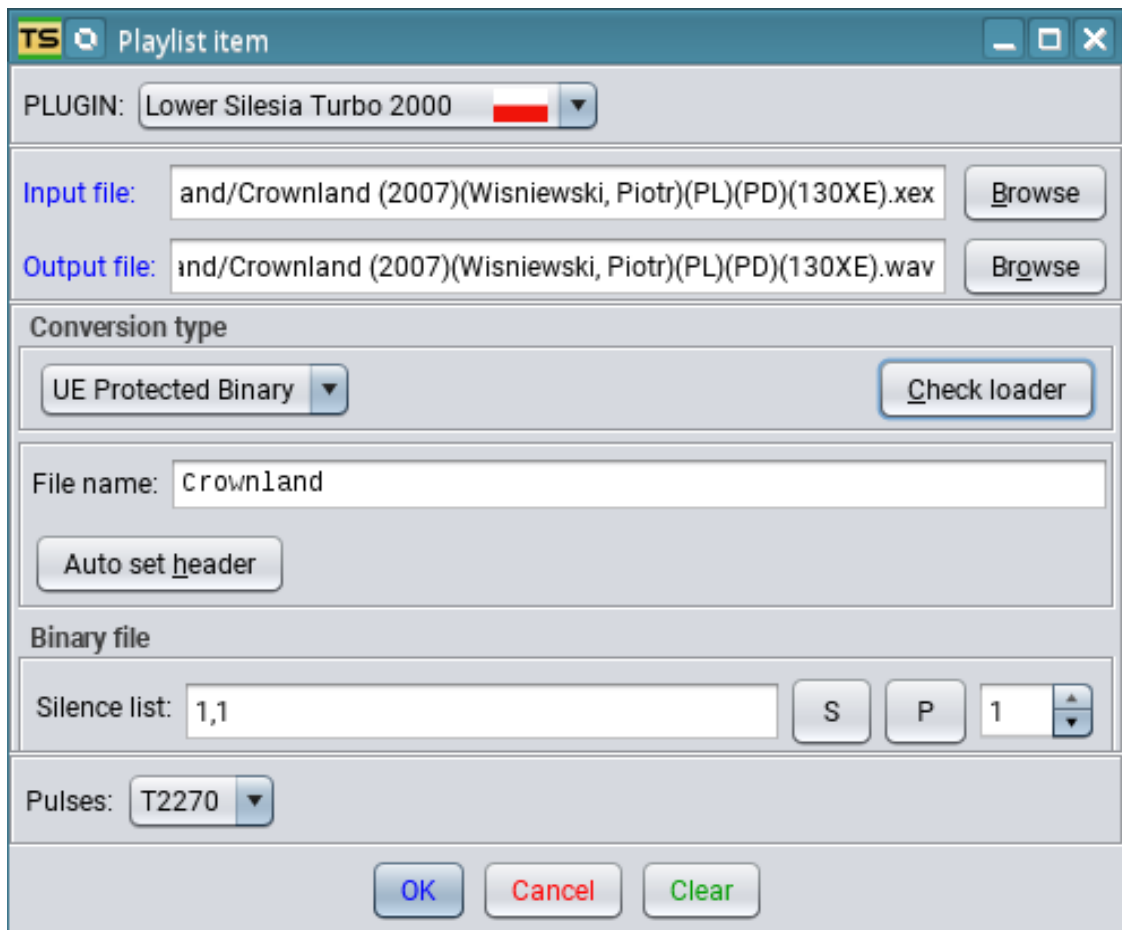 TS Playlist item
PLUGIN: Lower Silesia Turbo 2000
Input file: and/Crownland (2007)(Wisniewski, Piotr)(PL)(PD)(130XE).xex Browse
Output file: and/Crownland (2007)(Wisniewski, Piotr)(PL)(PD)(130XE).wav Browse
Conversion type
UE Protected Binary Check loader
File name: Crownland
Auto set header
Binary file
Silence list: 1,1 S P 1
Pulses: T2270
OK Cancel Clear